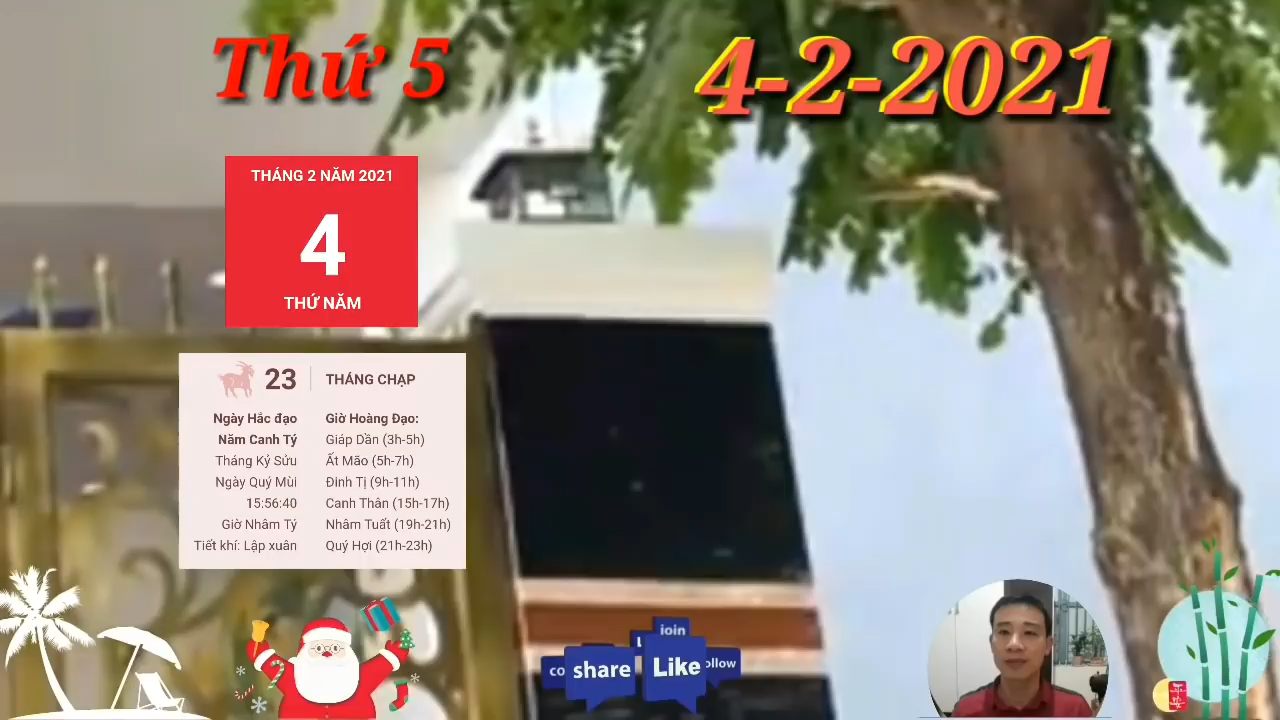 Thứ 5
4-2-2021
THÁNG 2 NĂM 2021
4
THỨ NĂM
23
THÁNG CHẠP
Ngày Hắc đạo
Năm Canh Tý
Tháng Kỷ Sửu
Ngày Quý Mùi
15:56:40
Giờ Nhâm Tý
Tiết khí: Lập xuân
Giờ Hoàng Đạo:
Giáp Dần (3h-5h)
Ất Mão (5h-7h)
Đinh Tị (9h-11h)
Canh Thân (15h-17h)
Nhâm Tuất (19h-21h)
Quý Hợi (21h-23h)
join
co
share
L
Like
ollow